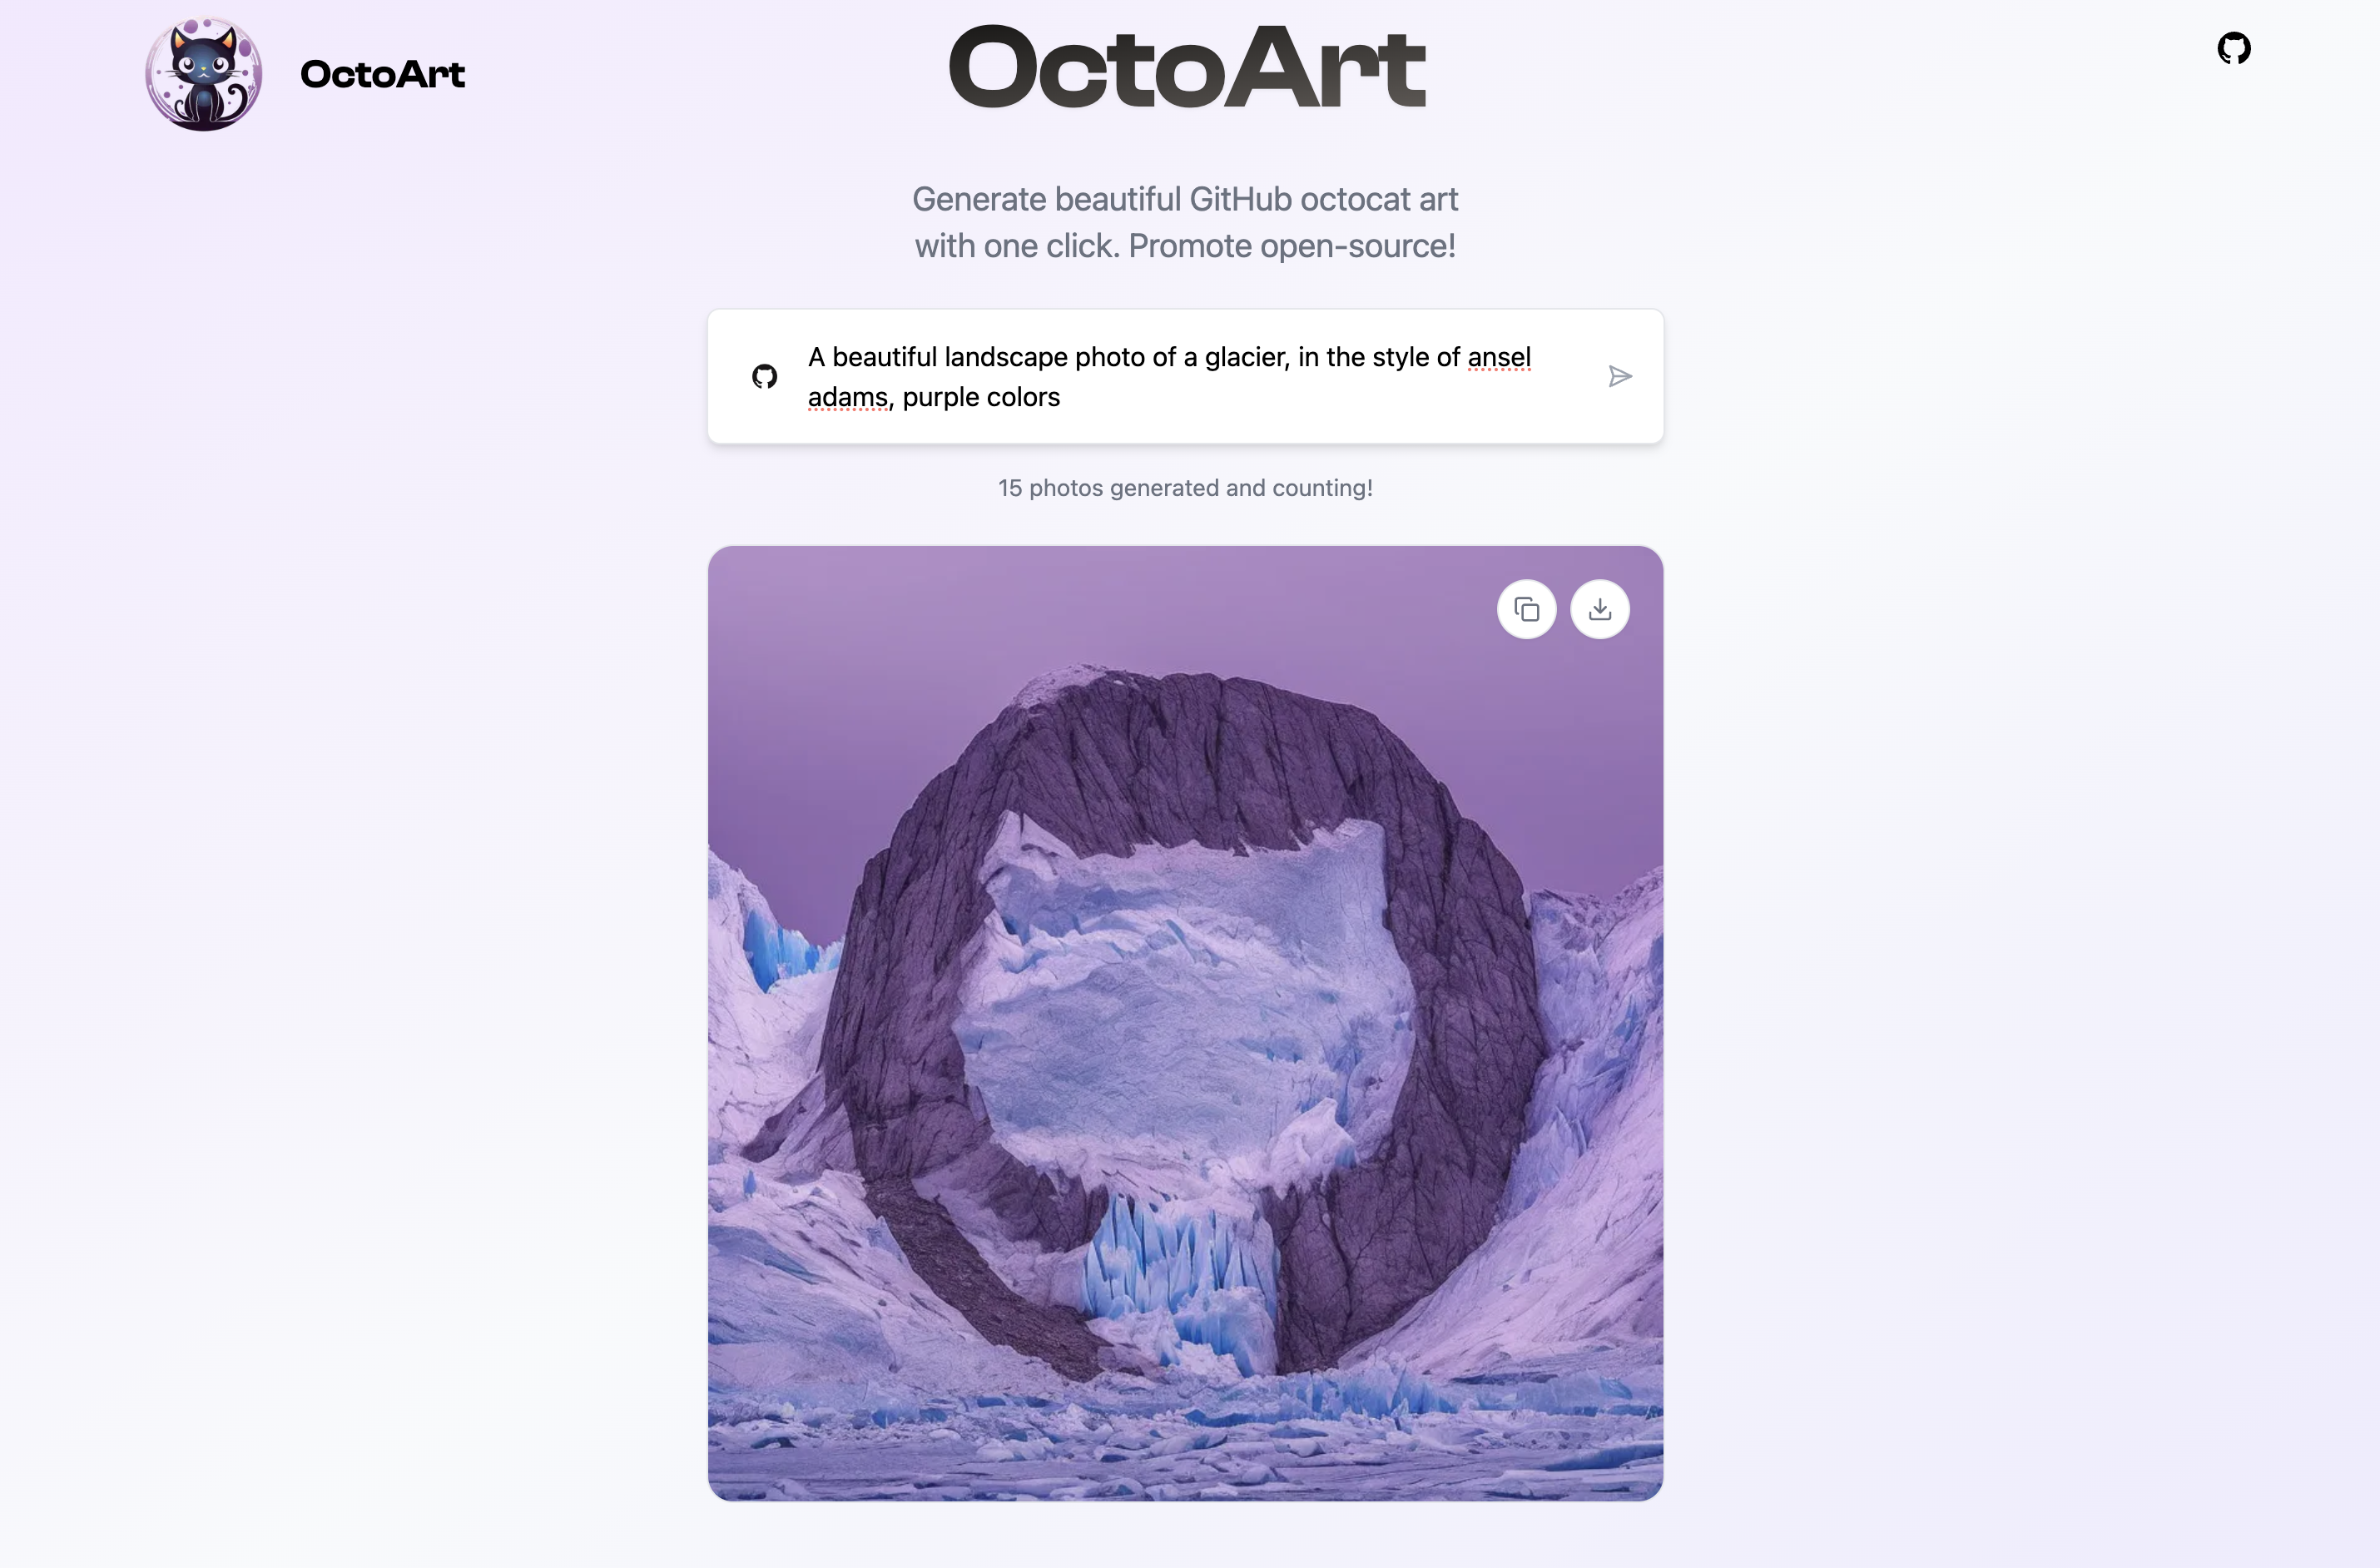 OctoArt
OctoArt
Generate beautiful GitHub octocat art
with one click. Promote open-source!
A beautiful landscape photo of a glacier, in the style of ansel
adams, purple colors
15 photos generated and counting!